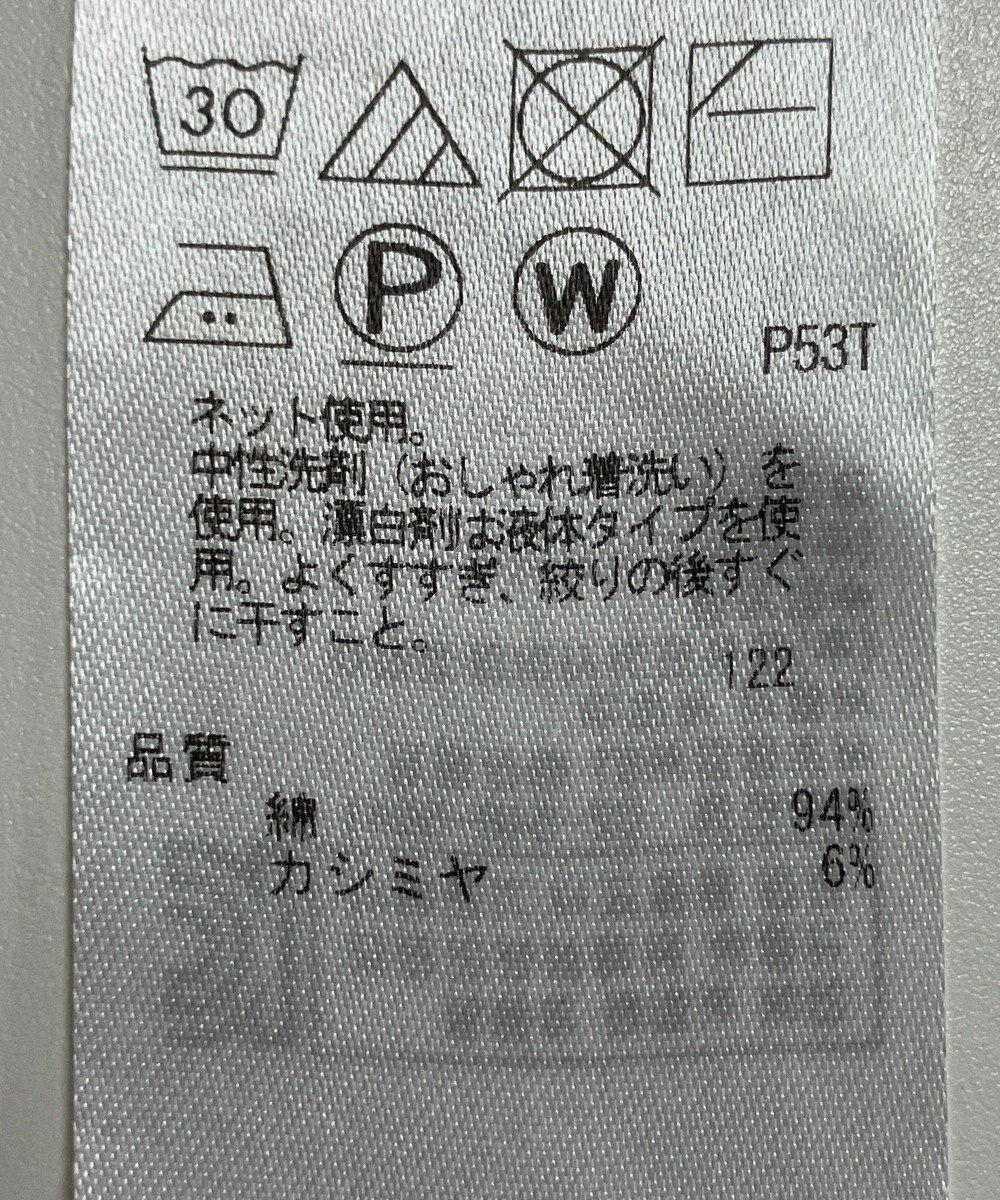 30
P W
P53T
ネット使用。
中性洗剤(おしゃれ着洗い)を
使用。漂白剤は液体タイプを使
用。よくすすぎ、絞りの後すぐ
に干すこと。
122
品質
綿 94%
カシミヤ 6%